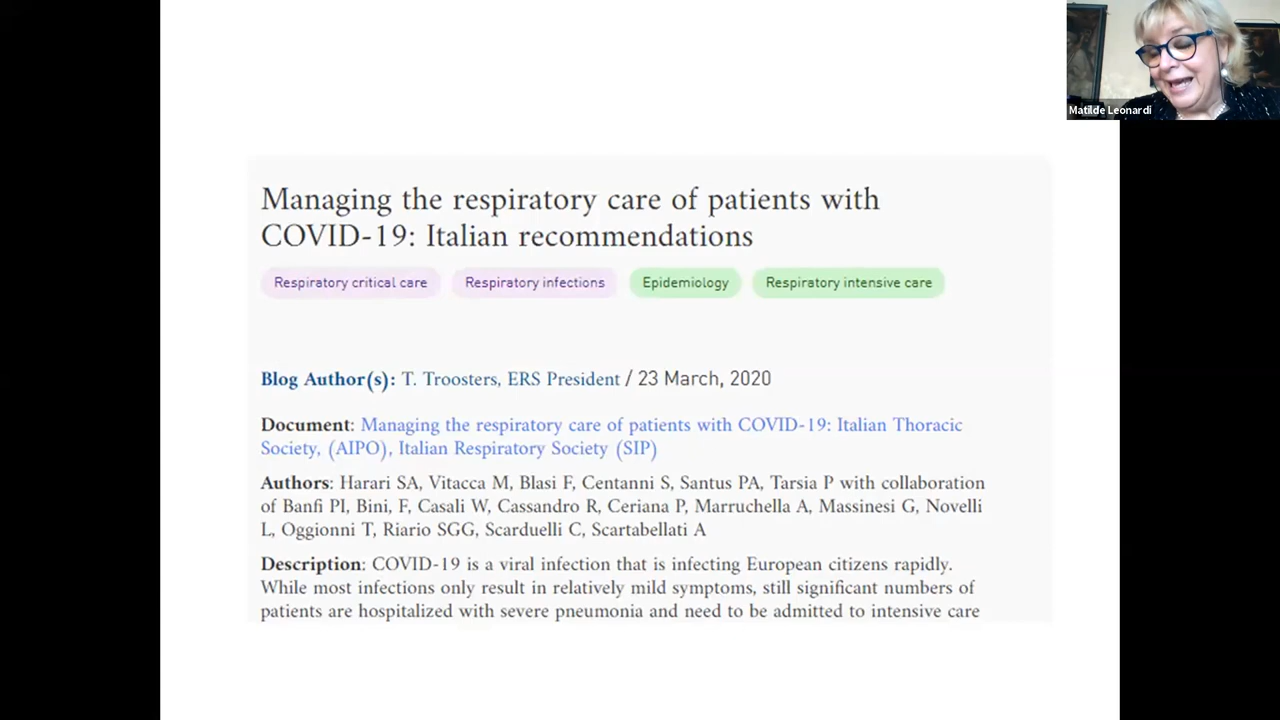 Matilde Leonardi
Managing the respiratory care of patients with
COVID-19: Italian recommendations
Respiratory critical care
Respiratory infections
Epidemiology
Respiratory intensive care
Blog Author(s): T. Troosters, ERS President / 23 March, 2020
Document: Managing the respiratory care of patients with COVID-19: Italian Thoracic
Society, (AIPO), Italian Respiratory Society (SIP)
Authors: Harari SA, Vitacca M, Blasi F, Centanni S, Santus PA, Tarsia P with collaboration
of Banfi PI, Bini, F, Casali W, Cassandro R, Ceriana P, Marruchella A, Massinesi G, Novelli
L, Oggionni T, Riario SGG, Scarduelli C, Scartabellati A
Description: COVID-19 is a viral infection that is infecting European citizens rapidly.
While most infections only result in relatively mild symptoms, still significant numbers of
patients are hospitalized with severe pneumonia and need to be admitted to intensive care